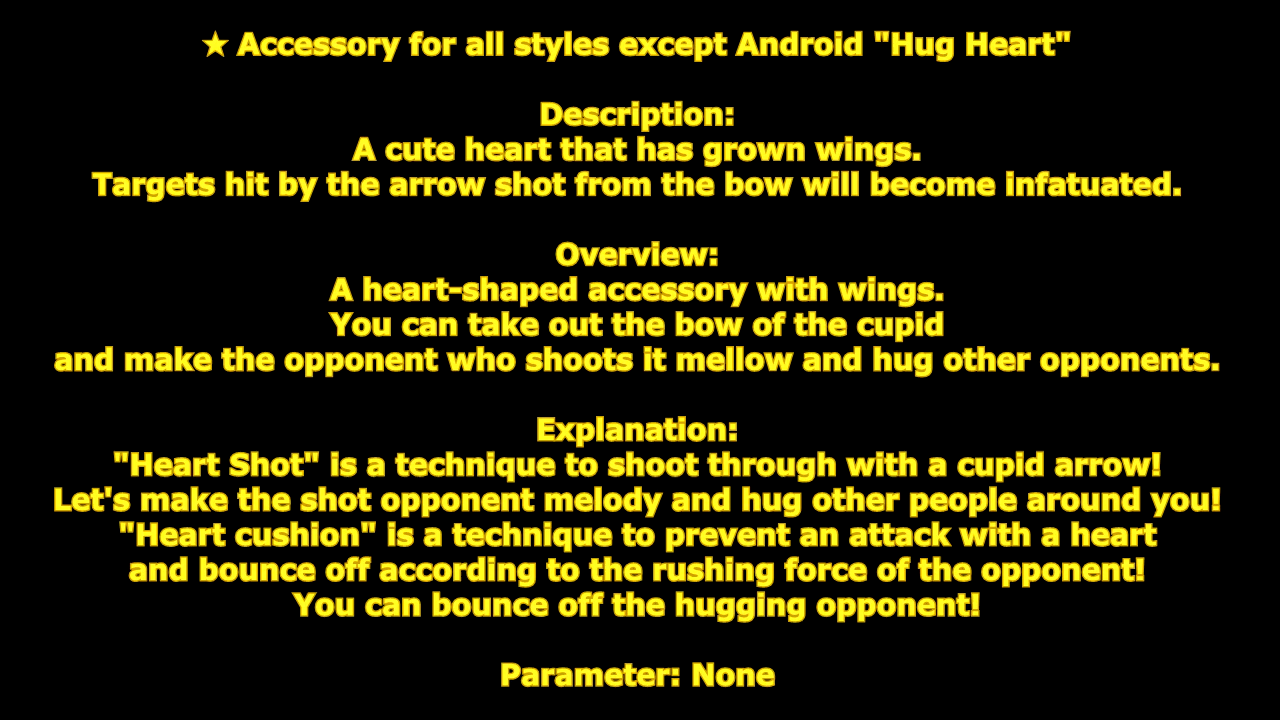 ★ Accessory for all styles except Android "Hug Heart"
Description:
A cute heart that has grown wings.
Targets hit by the arrow shot from the bow will become infatuated.
Overview:
A heart-shaped accessory with wings.
You can take out the bow of the cupid
and make the opponent who shoots it mellow and hug other opponents.
Explanation:
"Heart Shot" is a technique to shoot through with a cupid arrow!
Let's make the shot opponent melody and hug other people around you!
"Heart cushion" is a technique to prevent an attack with a heart
and bounce off according to the rushing force of the opponent!
You can bounce off the hugging opponent!
Parameter: None